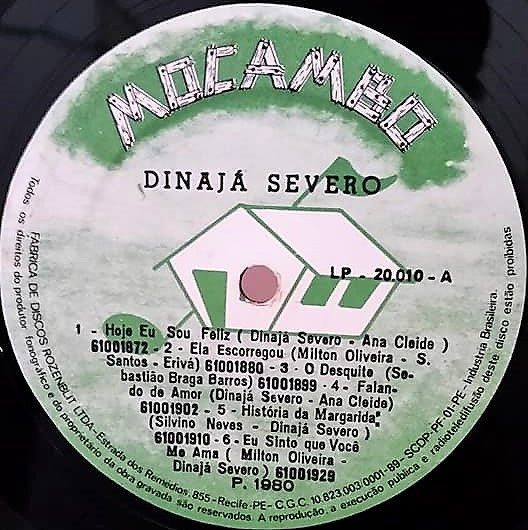 MOCAMBO
DINAJÁ SEVERO
LP - 20.010 - A
1 - Hoje Eu Sou Feliz ( Dinajá Severo - Ana Cleide )
61001872 - 2 - Ela Escorregou (Milton Oliveira - S.
Santos - Erivá) 61001880 - 3 - O Desquite (Se-
bastião Braga Barros) 61001899 - 4 - Falan-
do de Amor (Dinajá Severo - Ana Cleide)
61001902 - 5 - História da Margarida
(Silvino Neves - Dinajá Severo )
61001910 - 6 - Eu Sinto que Você
Me Ama ( Milton Oliveira -
Dinajá Severo ) 61001929
P. 1980
FÁBRICA DE DISCOS ROZENBLIT LTDA-Estrada dos Remédios, 855-Recife-PE-C.G.C. 10.823.003/0001-89-SCDP-PF-01-PE-Industria Brasileira.
Todos os direitos do produtor fonográfico e do proprietário da obra gravada são reservados. A reprodução, a execução pública e radioteledifusão deste disco estão proibidas